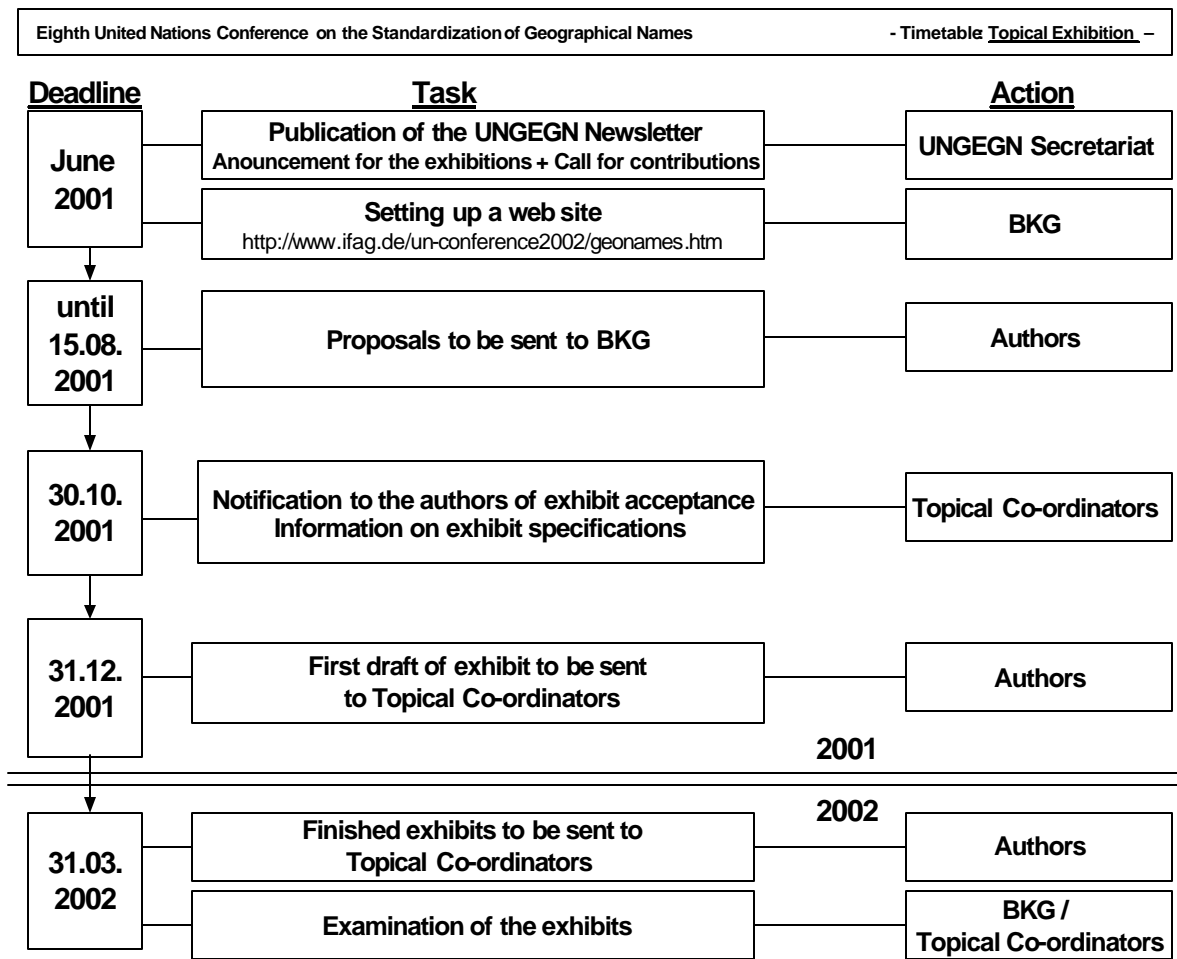 Eighth United Nations Conference on the Standardization of Geographical Names - Timetable: Topical Exhibition –
Deadline Task Action
June
2001
Publication of the UNGEGN Newsletter
Anouncement for the exhibitions + Call for contributions
UNGEGN Secretariat
Setting up a web site
http://www.ifag.de/un-conference2002/geonames.htm
BKG
until
15.08.
2001
Proposals to be sent to BKG
Authors
30.10.
2001
Notification to the authors of exhibit acceptance
Information on exhibit specifications
Topical Co-ordinators
31.12.
2001
First draft of exhibit to be sent
to Topical Co-ordinators
Authors
2001
2002
31.03.
2002
Finished exhibits to be sent to
Topical Co-ordinators
Authors
Examination of the exhibits
BKG /
Topical Co-ordinators